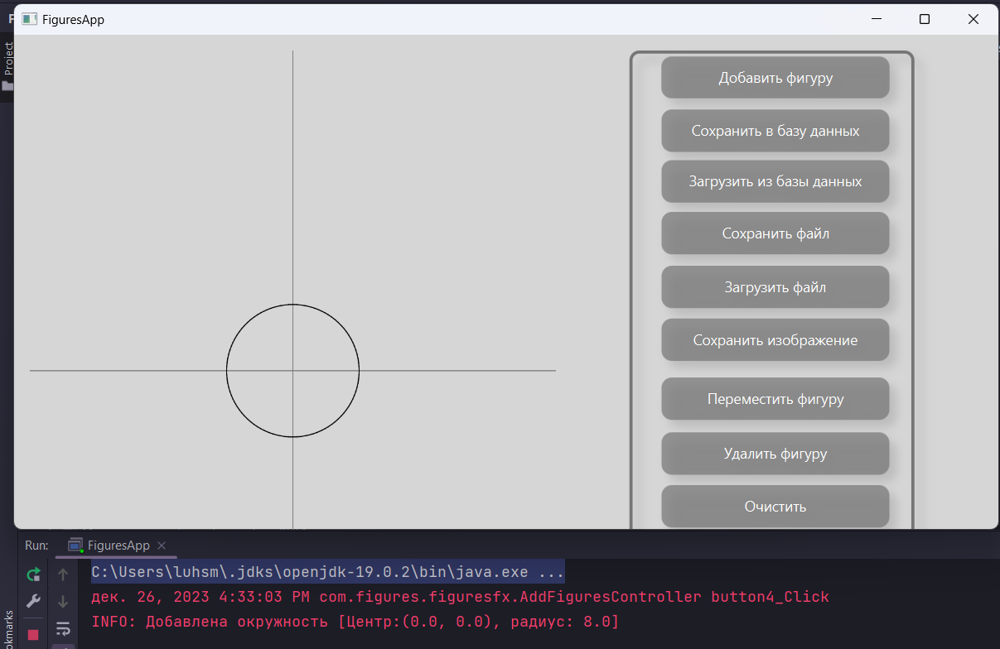 FiguresApp
Project
Добавить фигуру
Сохранить в базу данных
Загрузить из базы данных
Сохранить файл
Загрузить файл
Сохранить изображение
Переместить фигуру
Удалить фигуру
Очистить
Run: FiguresApp
C:\Users\luhsm\.jdks\openjdk-19.0.2\bin\java.exe ...
дек. 26, 2023 4:33:03 PM com.figures.figuresfx.AddFiguresController button4_Click
INFO: Добавлена окружность [Центр:(0.0, 0.0), радиус: 8.0]
okmarks